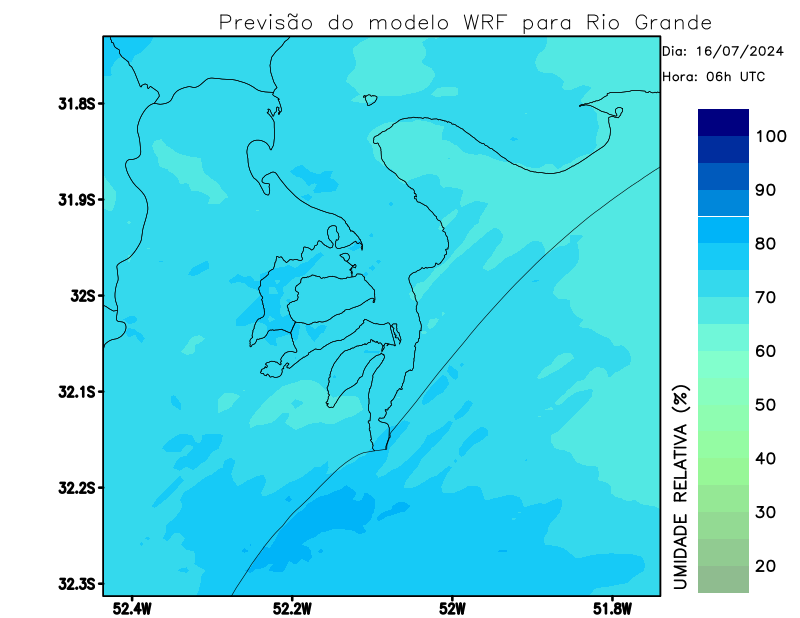 Previsão do modelo WRF para Rio Grande
Dia: 16/07/2024
Hora: 06h UTC
31.8S
31.9S
32S
32.1S
32.2S
32.3S
52.4W
52.2W
52W
51.8W
100
90
80
70
60
50
40
30
20
UMIDADE RELATIVA (%)